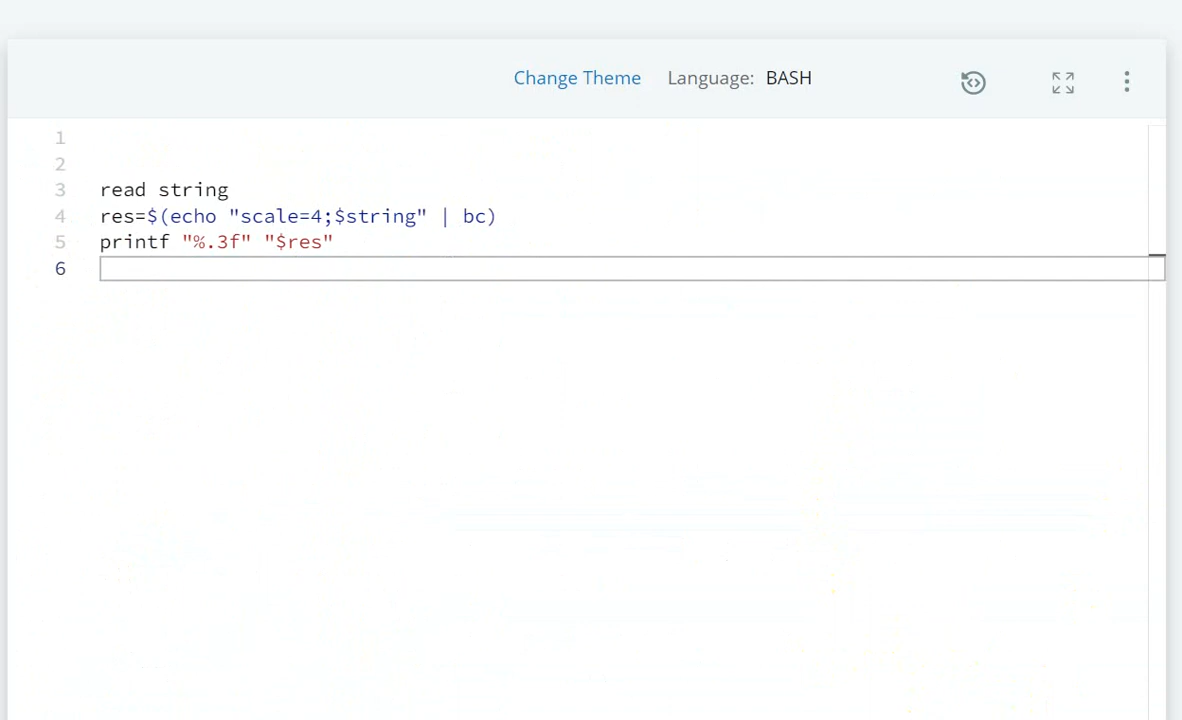 Change Theme Language: BASH
1
2
3 read string
4 res=$(echo "scale=4;$string" | bc)
5 printf "%.3f" "$res"
6